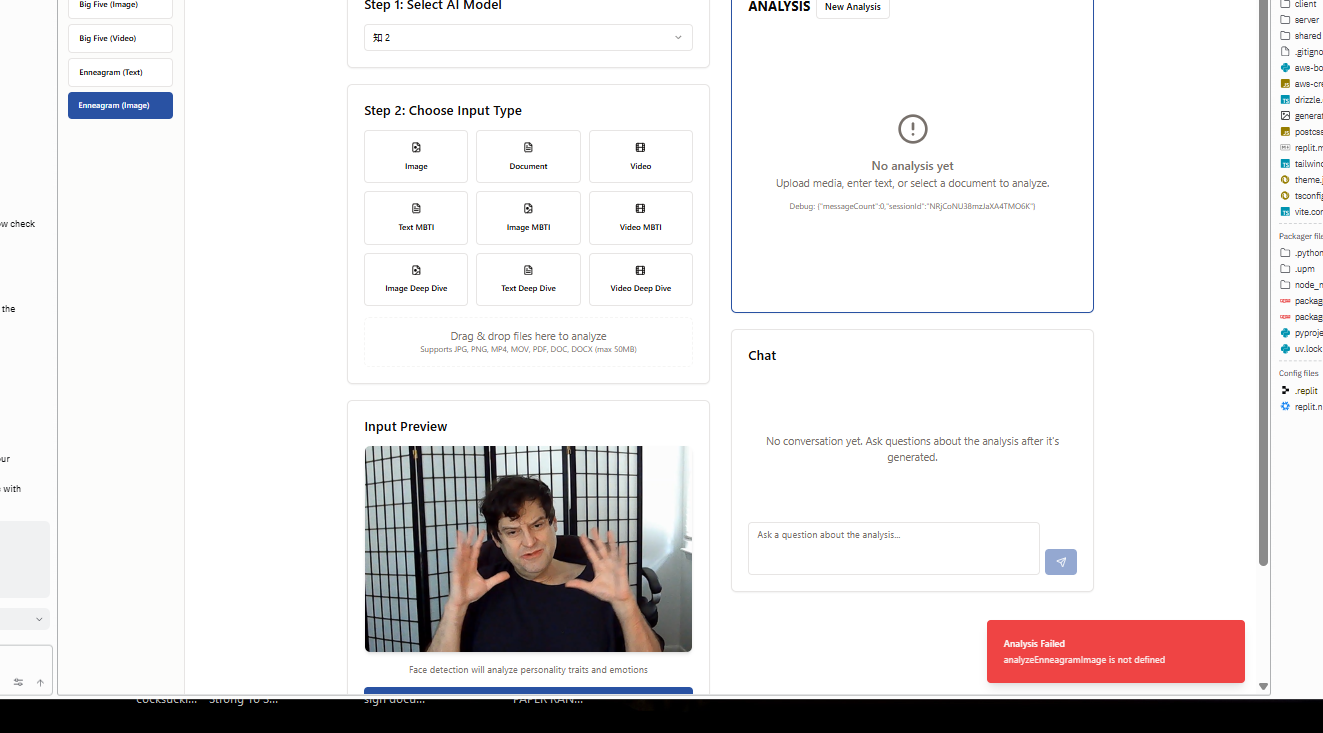 Big Five (Image)
Big Five (Video)
Enneagram (Text)
Enneagram (Image)
ow check
the
our
with
Step 1: Select AI Model
知 2
Step 2: Choose Input Type
Image
Document
Video
Text MBTI
Image MBTI
Video MBTI
Image Deep Dive
Text Deep Dive
Video Deep Dive
Drag & drop files here to analyze
Supports JPG, PNG, MP4, MOV, PDF, DOC, DOCX (max 50MB)
Input Preview
Face detection will analyze personality traits and emotions
ANALYSIS
New Analysis
No analysis yet
Upload media, enter text, or select a document to analyze.
Debug: {"messageCount":0,"sessionId":"NRjCoNU38mzJaXA4TMO6K"}
Chat
No conversation yet. Ask questions about the analysis after it's
generated.
Ask a question about the analysis...
Analysis Failed
analyzeEnneagramImage is not defined
client
server
shared
.gitigno
aws-bo
aws-cre
drizzle.
generat
postcss
replit.m
tailwind
theme.j
tsconfig
vite.con
Packager file
.python
.upm
node_n
packag
packag
pyproje
uv.lock
Config files
.replit
replit.n
cocksucki... Strong To S...
sign docu...
PAPER RAN...